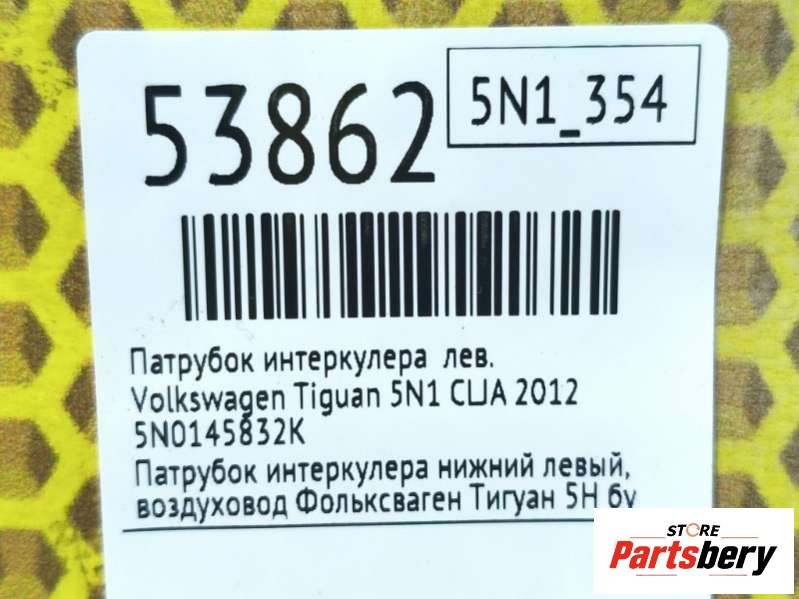 53862
5N1_354
Патрубок интеркулера лев.
Volkswagen Tiguan 5N1 США 2012
5N0145832K
Патрубок интеркулера нижний левый,
воздуховод Фольксваген Тигуан 5Н бу
STORE
Partsbery